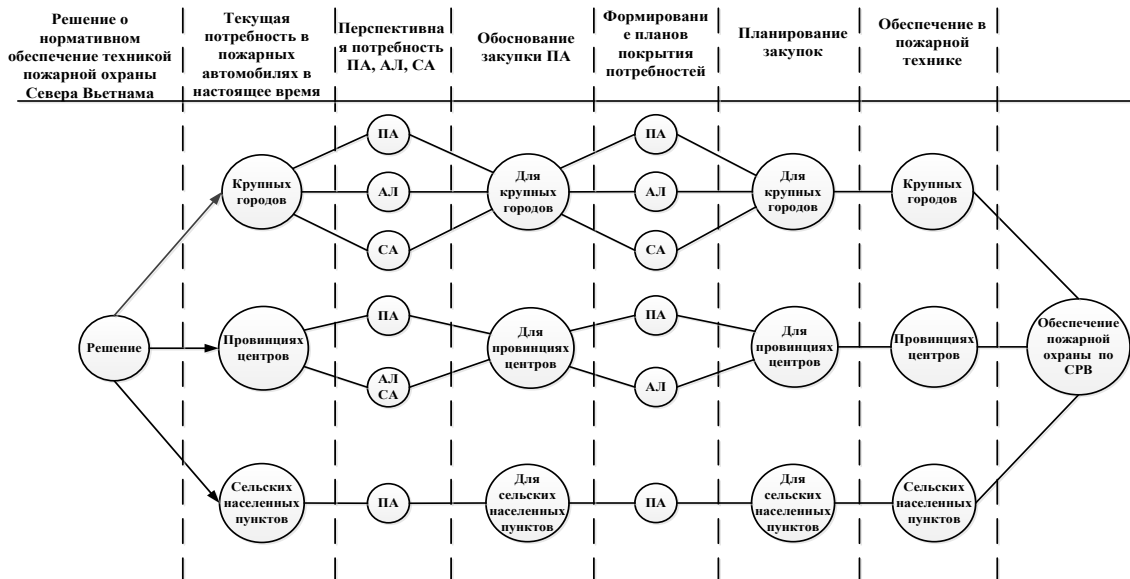 Решение о
нормативном
обеспечение техникой
пожарной охраны
Севера Вьетнама
Текущая
потребность в
пожарных
автомобилях в
настоящее время
Перспективна
я потребность
ПА, АЛ, СА
Обоснование
закупки ПА
Формировани
е планов
покрытия
потребностей
Планирование
закупок
Обеспечение в
пожарной
технике
ПА
ПА
Крупных
городов
АЛ
Для
крупных
городов
АЛ
Для
крупных
городов
Крупных
городов
СА
СА
ПА
ПА
Решение
Провинциях
центров
Для
провинциях
центров
Для
провинциях
центров
Провинциях
центров
Обеспечение
пожарной
охраны по
СРВ
АЛ
СА
АЛ
Сельских
населенных
пунктов
ПА
Для
сельских
населенных
пунктов
ПА
Для
сельских
населенных
пунктов
Сельских
населенных
пунктов